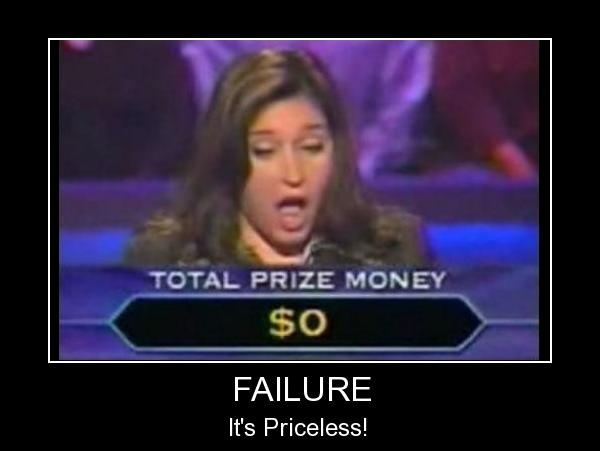 TOTAL PRIZE MONEY
$0
FAILURE
It's Priceless!